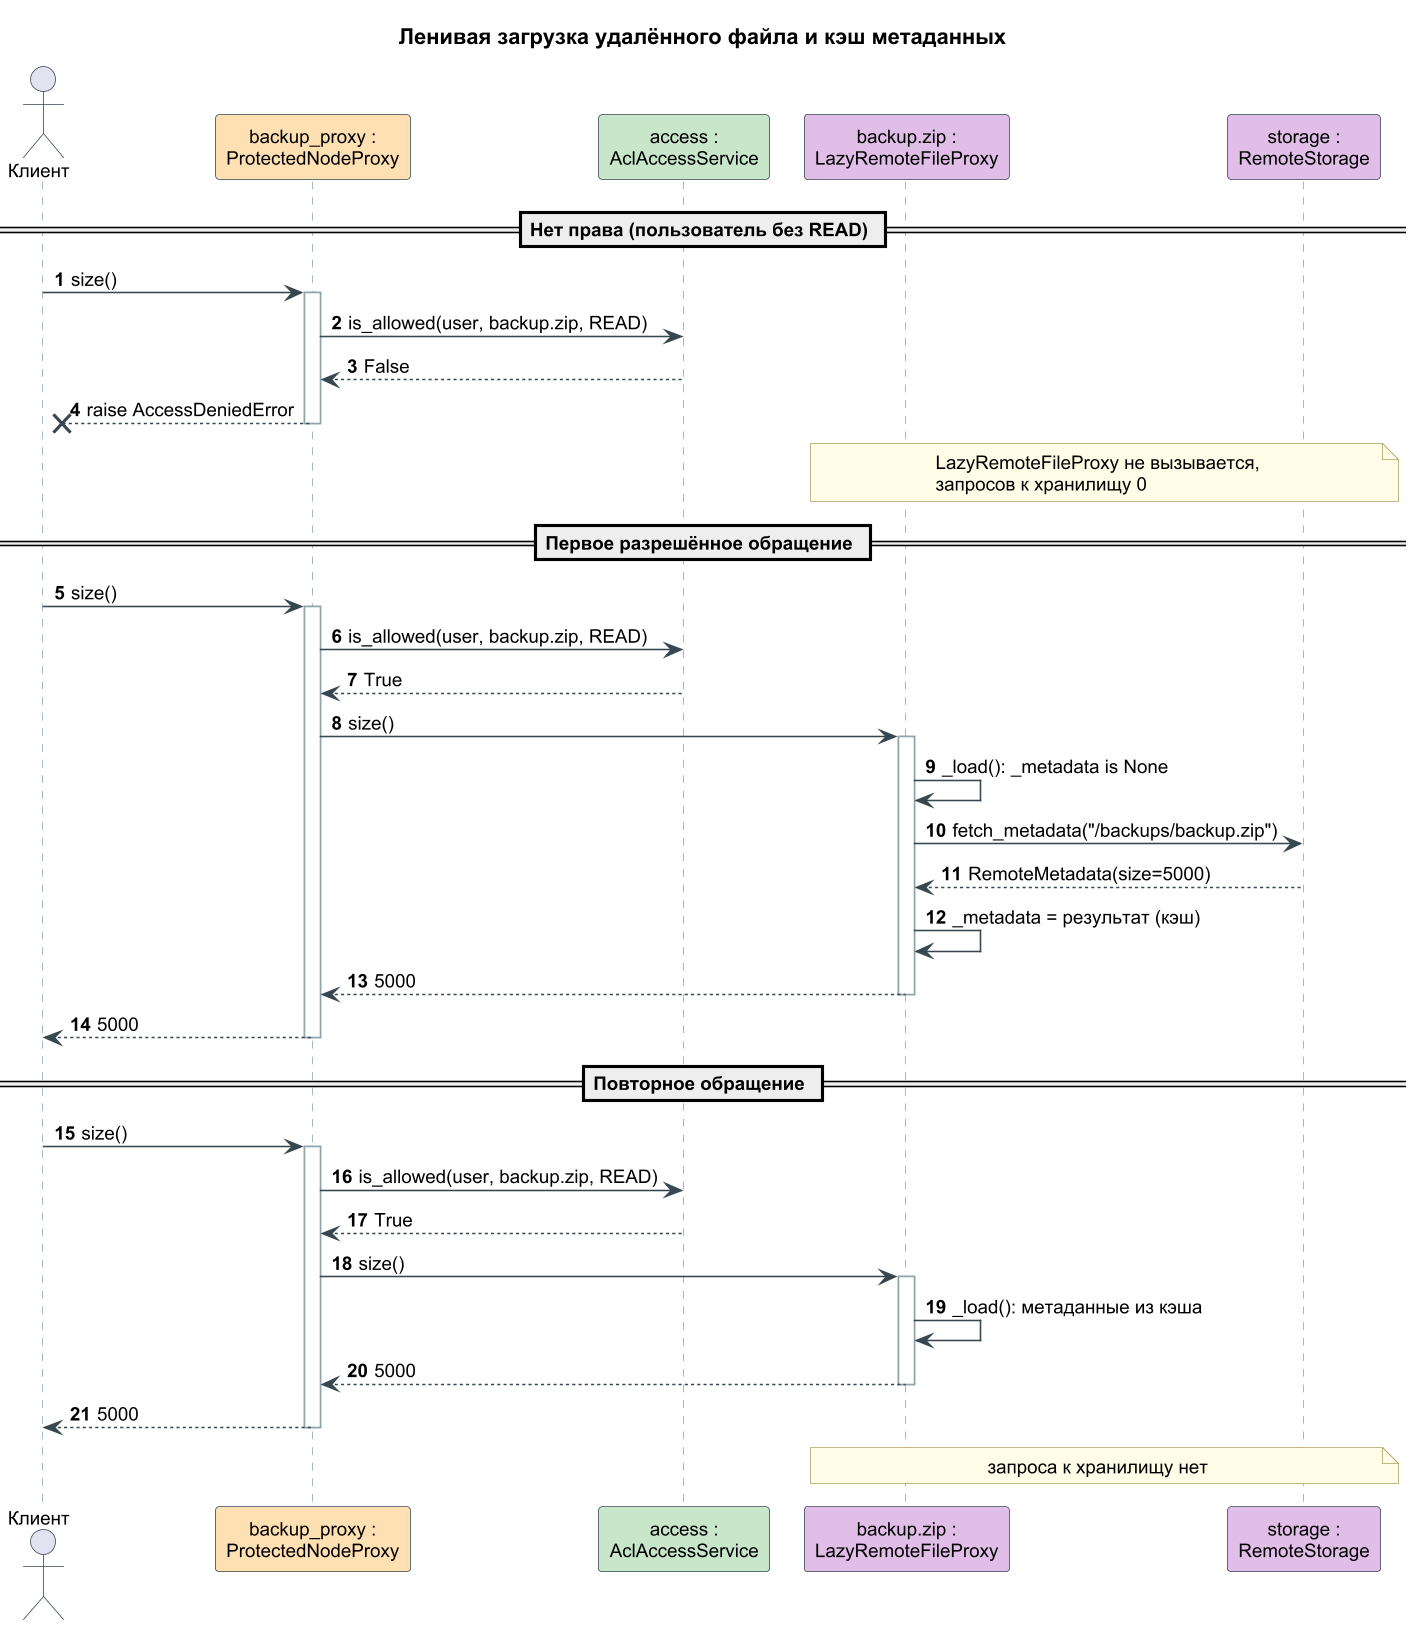 Ленивая загрузка удалённого файла и кэш метаданных
Клиент
backup_proxy :
ProtectedNodeProxy
access :
AclAccessService
backup.zip :
LazyRemoteFileProxy
storage :
RemoteStorage
Нет права (пользователь без READ)
1 size()
2 is_allowed(user, backup.zip, READ)
3 False
4 raise AccessDeniedError
LazyRemoteFileProxy не вызывается,
запросов к хранилищу 0
Первое разрешённое обращение
5 size()
6 is_allowed(user, backup.zip, READ)
7 True
8 size()
9 _load(): _metadata is None
10 fetch_metadata("/backups/backup.zip")
11 RemoteMetadata(size=5000)
12 _metadata = результат (кэш)
13 5000
14 5000
Повторное обращение
15 size()
16 is_allowed(user, backup.zip, READ)
17 True
18 size()
19 _load(): метаданные из кэша
20 5000
21 5000
запроса к хранилищу нет
Клиент
backup_proxy :
ProtectedNodeProxy
access :
AclAccessService
backup.zip :
LazyRemoteFileProxy
storage :
RemoteStorage